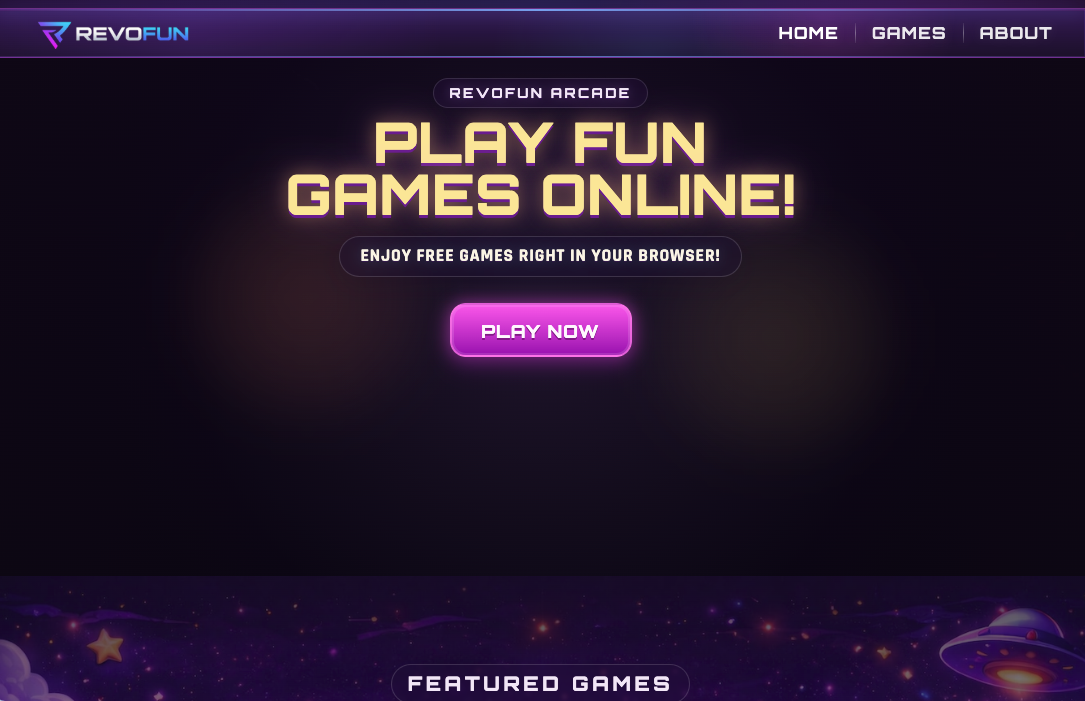 REVOFUN
HOME
GAMES
ABOUT
REVOFUN ARCADE
PLAY FUN
GAMES ONLINE!
ENJOY FREE GAMES RIGHT IN YOUR BROWSER!
PLAY NOW
FEATURED GAMES